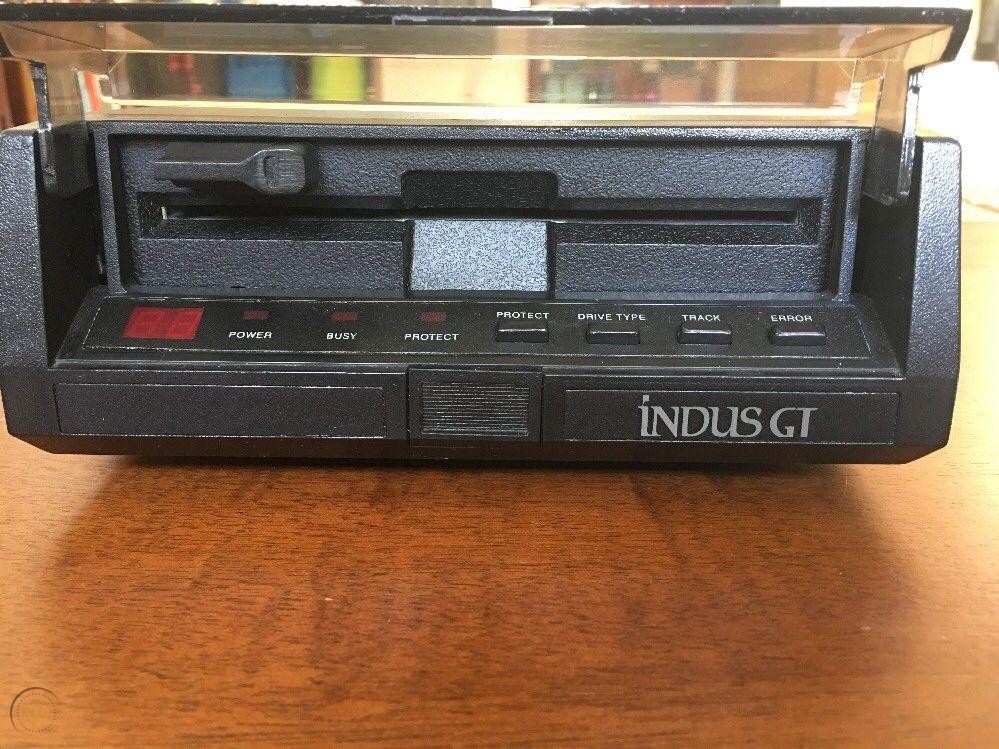 POWER
BUSY
PROTECT
PROTECT
DRIVE TYPE
TRACK
ERROR
INDUS GT